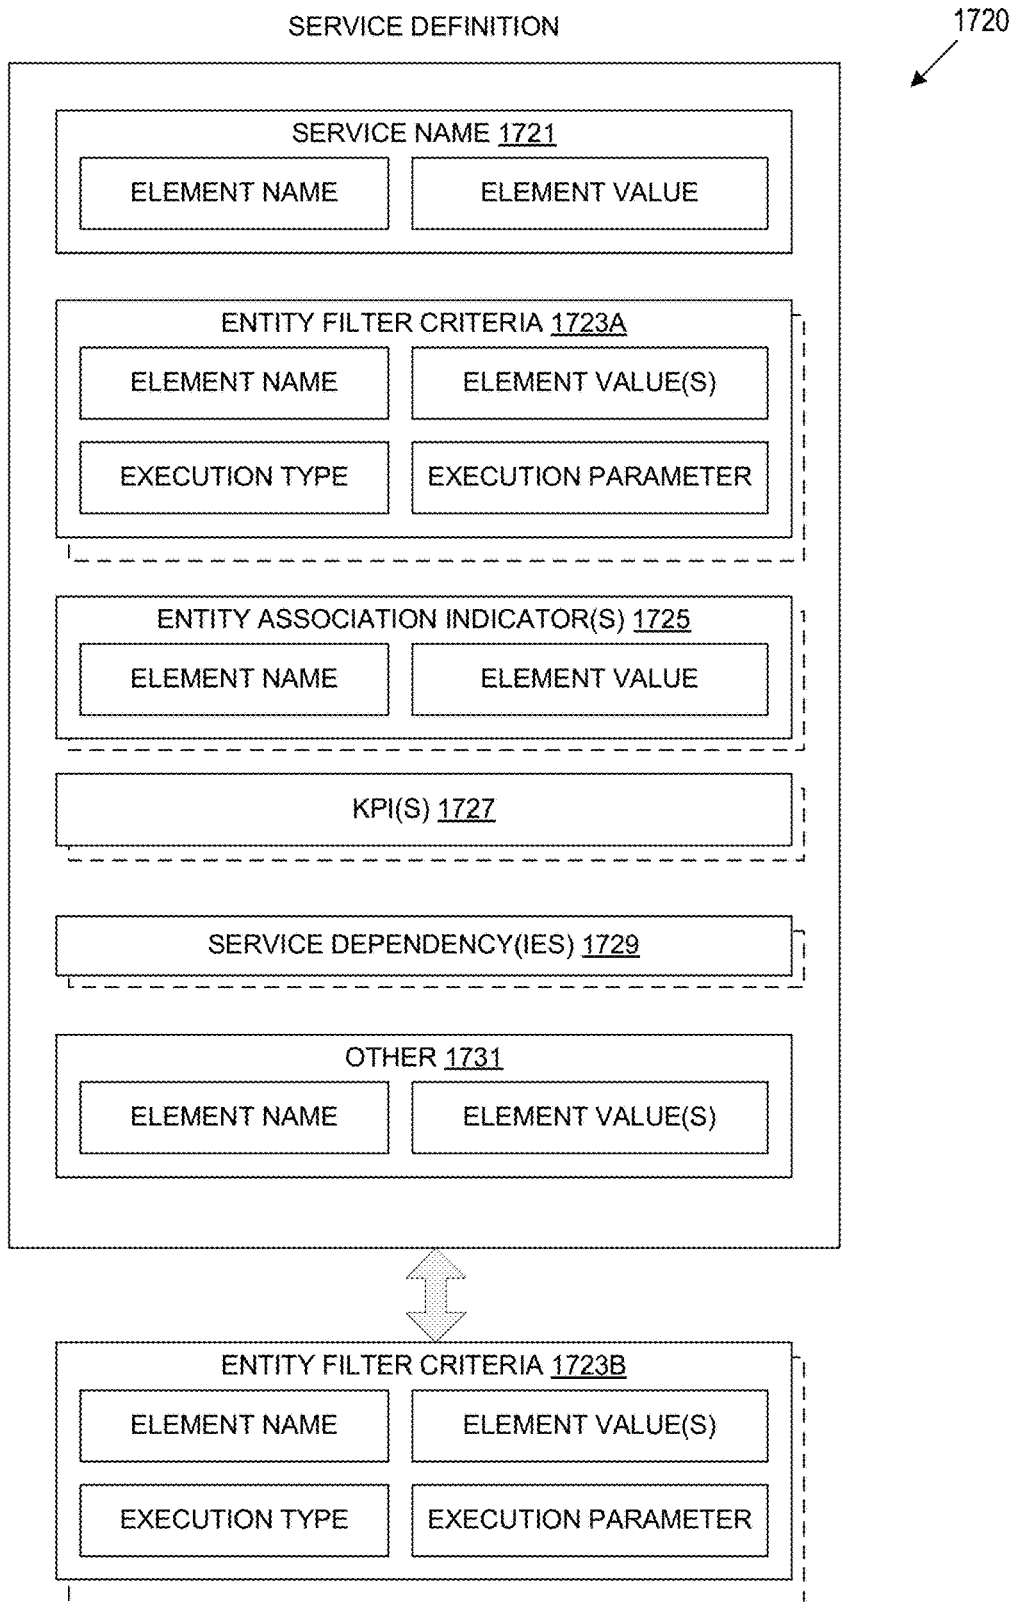 SERVICE DEFINITION
1720
SERVICE NAME 1721
ELEMENT NAME
ELEMENT VALUE
ENTITY FILTER CRITERIA 1723A
ELEMENT NAME
ELEMENT VALUE(S)
EXECUTION TYPE
EXECUTION PARAMETER
ENTITY ASSOCIATION INDICATOR(S) 1725
ELEMENT NAME
ELEMENT VALUE
KPI(S) 1727
SERVICE DEPENDENCY(IES) 1729
OTHER 1731
ELEMENT NAME
ELEMENT VALUE(S)
ENTITY FILTER CRITERIA 1723B
ELEMENT NAME
ELEMENT VALUE(S)
EXECUTION TYPE
EXECUTION PARAMETER